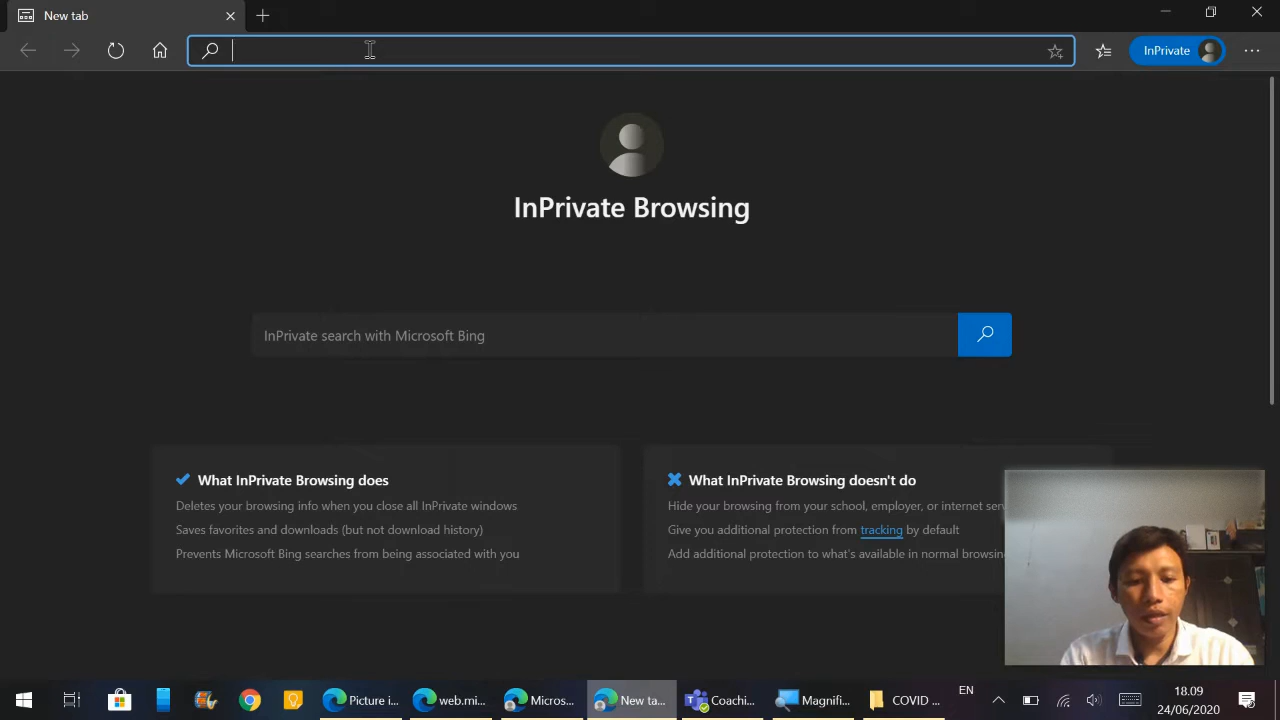 New tab
InPrivate
InPrivate Browsing
InPrivate search with Microsoft Bing
What InPrivate Browsing does
Deletes your browsing info when you close all InPrivate windows
Saves favorites and downloads (but not download history)
Prevents Microsoft Bing searches from being associated with you
What InPrivate Browsing doesn't do
Hide your browsing from your school, employer, or internet serv
Give you additional protection from tracking by default
Add additional protection to what's available in normal browsing
Picture i...
web.mi...
Micros...
New ta...
Coachi...
Magnifi...
COVID ...
EN
18.09
24/06/2020